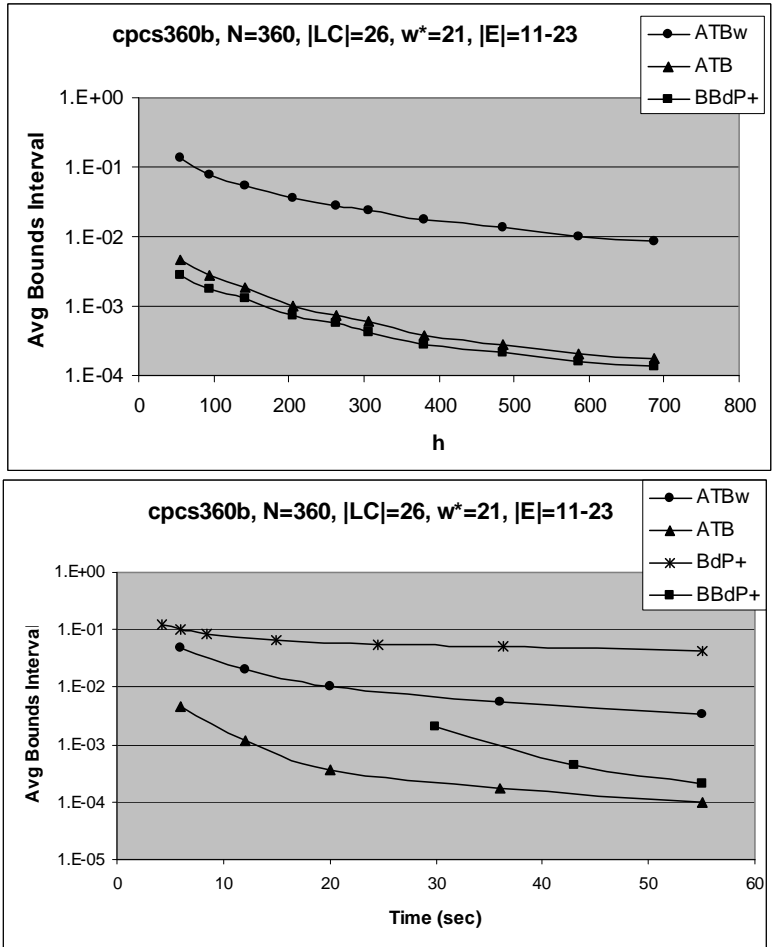 cpcs360b, N=360, |LC|=26, w*=21, |E|=11-23
ATBw
ATB
BBdP+
1.E+00
1.E-01
1.E-02
1.E-03
1.E-04
Avg Bounds Interval
0 100 200 300 400 500 600 700 800
h
cpcs360b, N=360, |LC|=26, w*=21, |E|=11-23
ATBw
ATB
BdP+
BBdP+
1.E+00
1.E-01
1.E-02
1.E-03
1.E-04
1.E-05
Avg Bounds Interval
0 10 20 30 40 50 60
Time (sec)